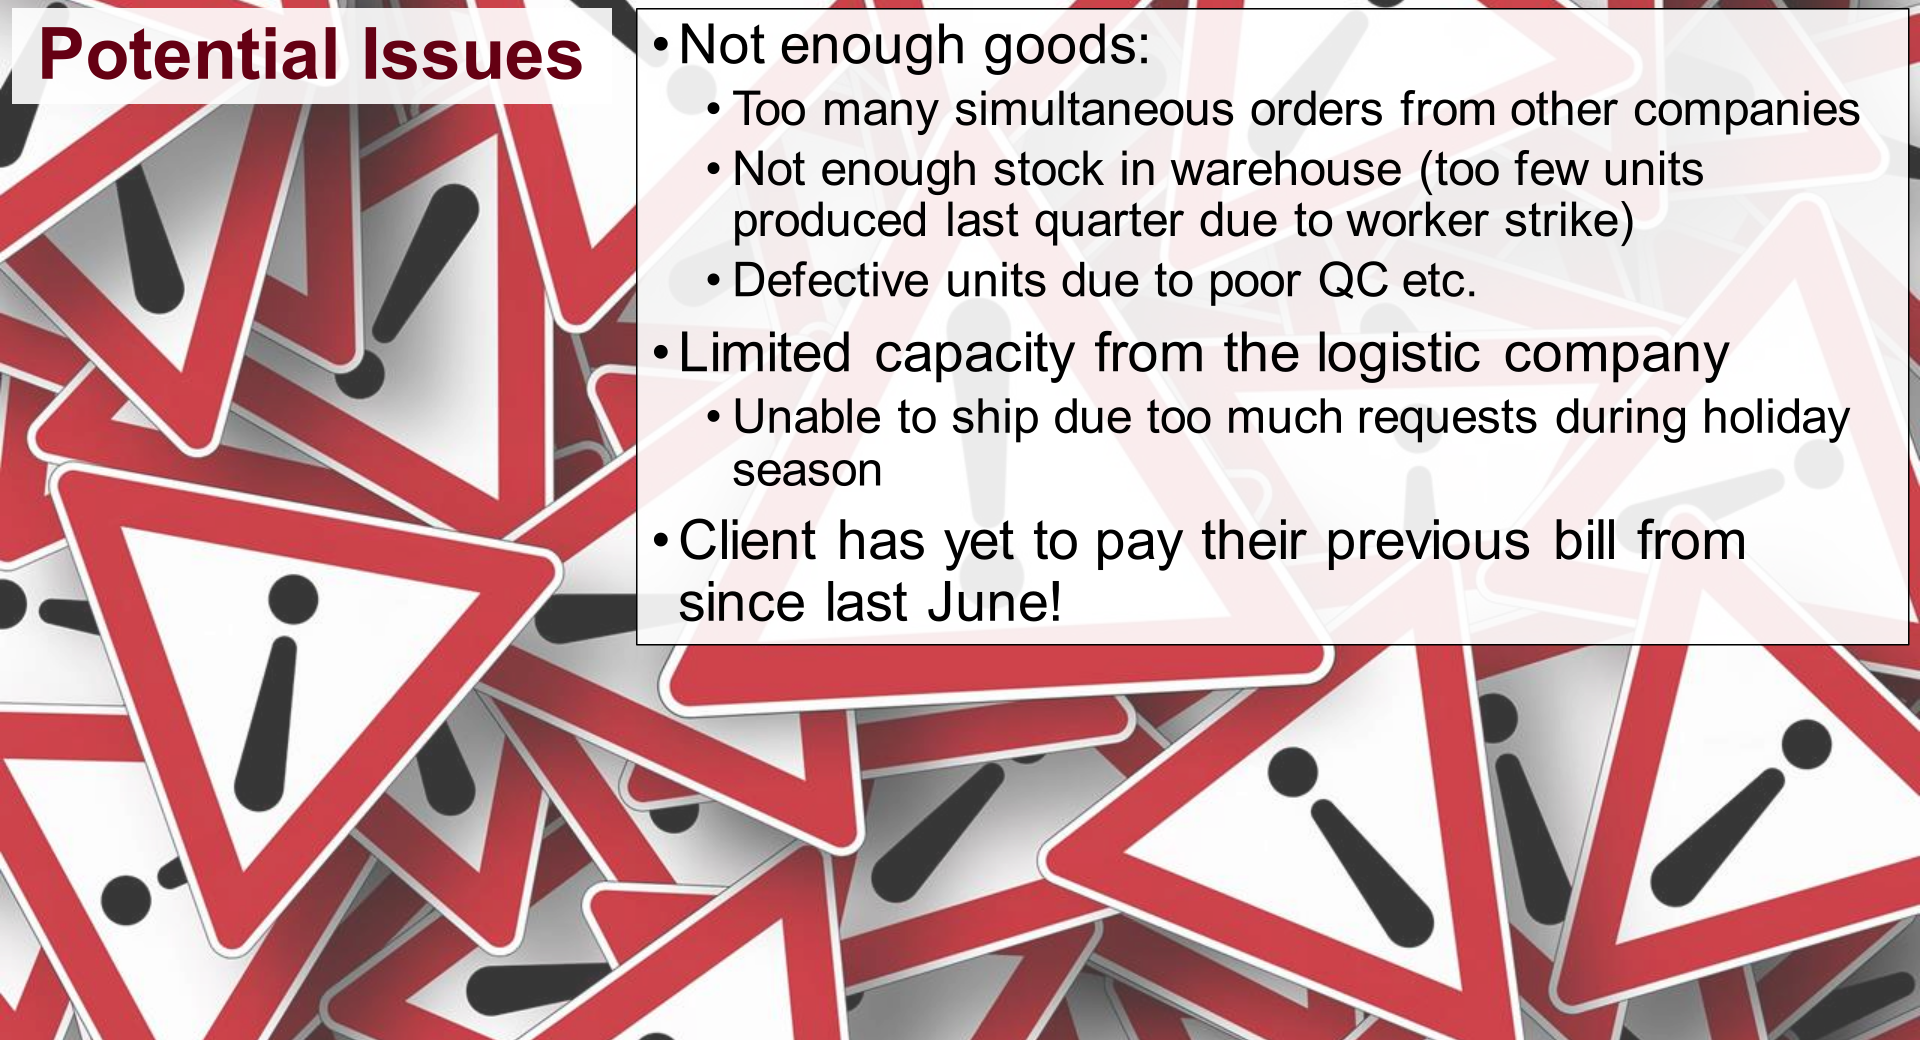 Potential Issues
• Not enough goods:
• Too many simultaneous orders from other companies
• Not enough stock in warehouse (too few units
produced last quarter due to worker strike)
• Defective units due to poor QC etc.
• Limited capacity from the logistic company
• Unable to ship due too much requests during holiday
season
• Client has yet to pay their previous bill from
since last June!